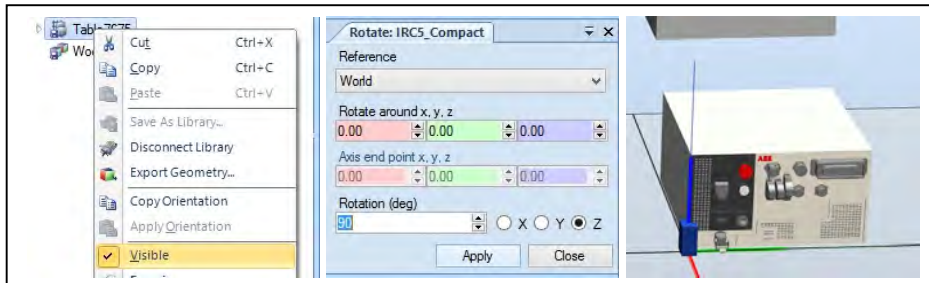 Cut Ctrl+X
Copy Ctrl+C
Paste Ctrl+V
Save As Library...
Disconnect Library
Export Geometry...
Copy Orientation
Apply Orientation
Visible
Rotate: IRC5_Compact
Reference
World
Rotate around x, y, z
0.00 0.00 0.00
Axis end point x, y, z
0.00 0.00 0.00
Rotation (deg)
90 X Y Z
Apply Close
ABB